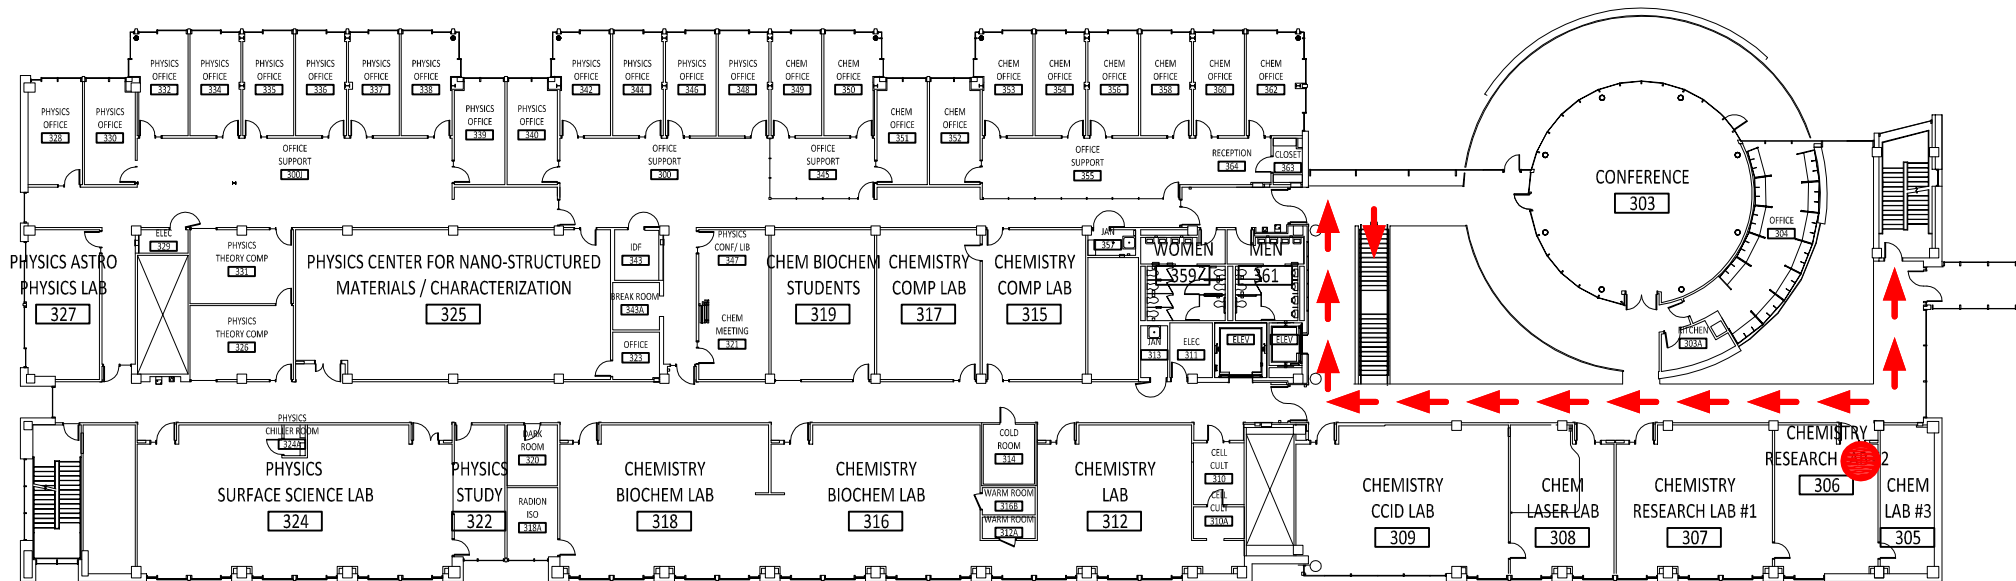 PHYSICS
OFFICE
328
PHYSICS
OFFICE
330
PHYSICS
OFFICE
332
PHYSICS
OFFICE
334
PHYSICS
OFFICE
335
PHYSICS
OFFICE
336
PHYSICS
OFFICE
337
PHYSICS
OFFICE
338
PHYSICS
OFFICE
339
PHYSICS
OFFICE
340
PHYSICS
OFFICE
342
PHYSICS
OFFICE
344
PHYSICS
OFFICE
346
PHYSICS
OFFICE
348
CHEM
OFFICE
349
CHEM
OFFICE
350
CHEM
OFFICE
351
CHEM
OFFICE
352
CHEM
OFFICE
353
CHEM
OFFICE
354
CHEM
OFFICE
356
CHEM
OFFICE
358
CHEM
OFFICE
360
CHEM
OFFICE
362
OFFICE
SUPPORT
300J
OFFICE
SUPPORT
300
OFFICE
SUPPORT
345
OFFICE
SUPPORT
355
RECEPTION
364
CLOSET
363
CONFERENCE
303
OFFICE
304
KITCHEN
303A
PHYSICS ASTRO
PHYSICS LAB
327
ELEC
329
PHYSICS
THEORY COMP
331
PHYSICS
THEORY COMP
326
PHYSICS CENTER FOR NANO-STRUCTURED
MATERIALS / CHARACTERIZATION
325
IDF
343
BREAK ROOM
343A
OFFICE
323
PHYSICS
CONF/ LIB
347
CHEM
MEETING
321
CHEM BIOCHEM
STUDENTS
319
CHEMISTRY
COMP LAB
317
CHEMISTRY
COMP LAB
315
JAN
357
WOMEN
359
MEN
361
JAN
313
ELEC
311
ELEV
ELEV
PHYSICS
CHILLER ROOM
324A
PHYSICS
SURFACE SCIENCE LAB
324
PHYSICS
STUDY
322
DARK
ROOM
320
RADION
ISO
318A
CHEMISTRY
BIOCHEM LAB
318
CHEMISTRY
BIOCHEM LAB
316
COLD
ROOM
314
WARM ROOM
316B
WARM ROOM
312A
CHEMISTRY
LAB
312
CELL
CULT
310
CELL
CULT
310A
CHEMISTRY
CCID LAB
309
CHEM
LASER LAB
308
CHEMISTRY
RESEARCH LAB #1
307
CHEMISTRY
RESEARCH 2
306
CHEM
LAB #3
305